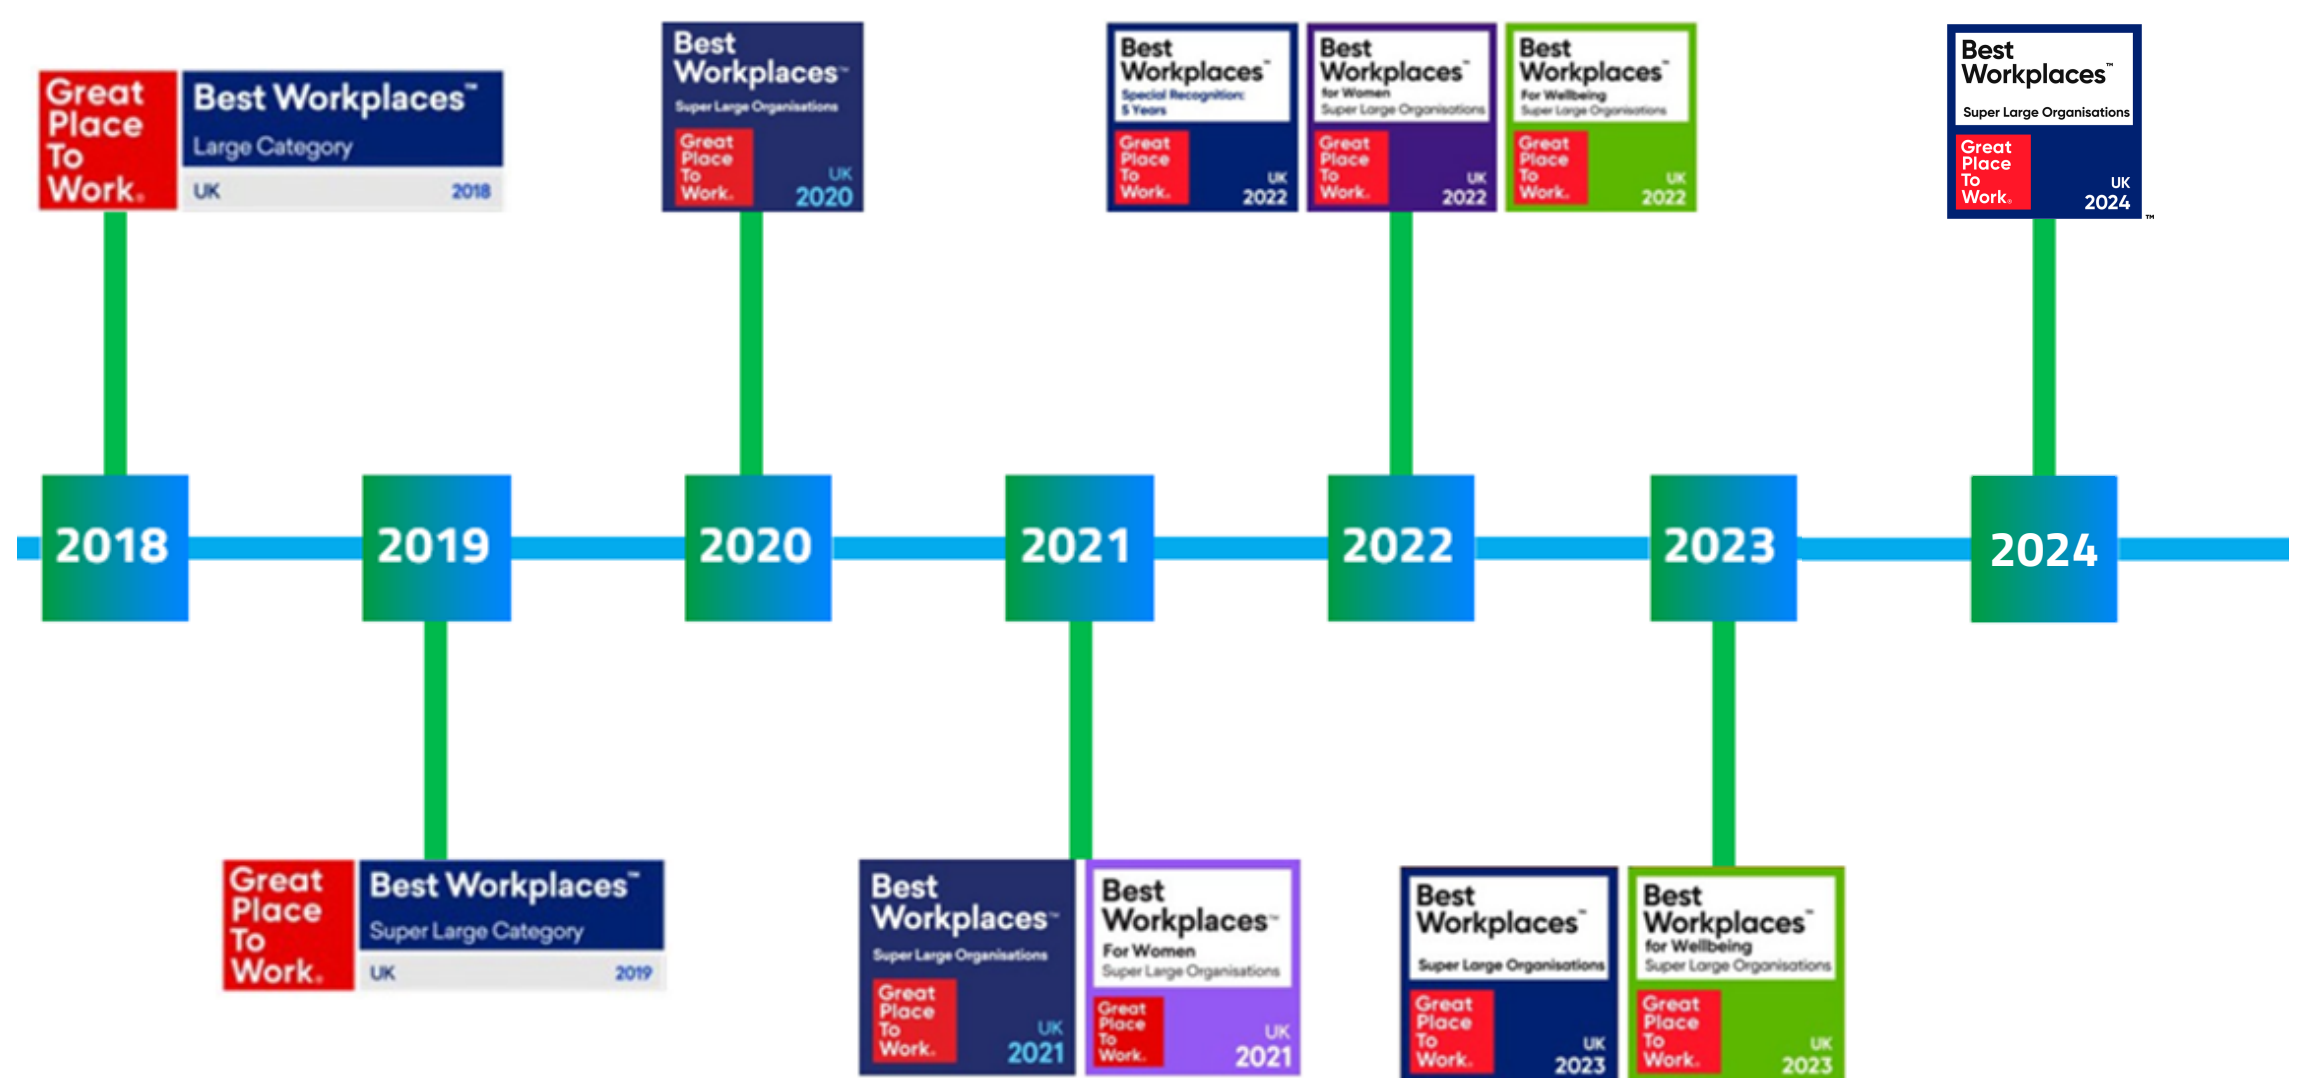 Great
Place
To
Work.
Best Workplaces™
Large Category
UK 2018
Best
Workplaces™
Super Large Organisations
Great
Place
To
Work.
UK
2020
Best
Workplaces™
Special Recognition:
5 Years
Great
Place
To
Work.
UK
2022
Best
Workplaces™
for Women
Super Large Organisations
Great
Place
To
Work.
UK
2022
Best
Workplaces™
For Wellbeing
Super Large Organisations
Great
Place
To
Work.
UK
2022
Best
Workplaces™
Super Large Organisations
Great
Place
To
Work.
UK
2024
™
2018
2019
2020
2021
2022
2023
2024
Great
Place
To
Work.
Best Workplaces™
Super Large Category
UK 2019
Best
Workplaces™
Super Large Organisations
Great
Place
To
Work.
UK
2021
Best
Workplaces™
For Women
Super Large Organisations
Great
Place
To
Work.
UK
2021
Best
Workplaces™
Super Large Organisations
Great
Place
To
Work.
UK
2023
Best
Workplaces™
for Wellbeing
Super Large Organisations
Great
Place
To
Work.
UK
2023